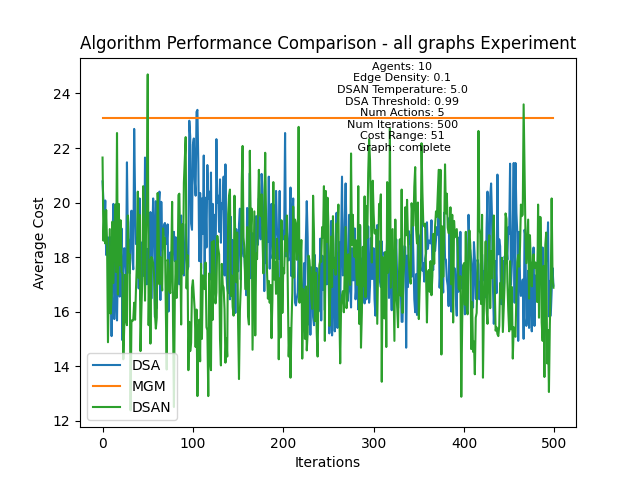 Algorithm Performance Comparison - all graphs Experiment
Agents: 10
Edge Density: 0.1
DSAN Temperature: 5.0
DSA Threshold: 0.99
Num Actions: 5
Num Iterations: 500
Cost Range: 51
Graph: complete
Average Cost
24
22
20
18
16
14
12
DSA
MGM
DSAN
0
100
200
300
400
500
Iterations